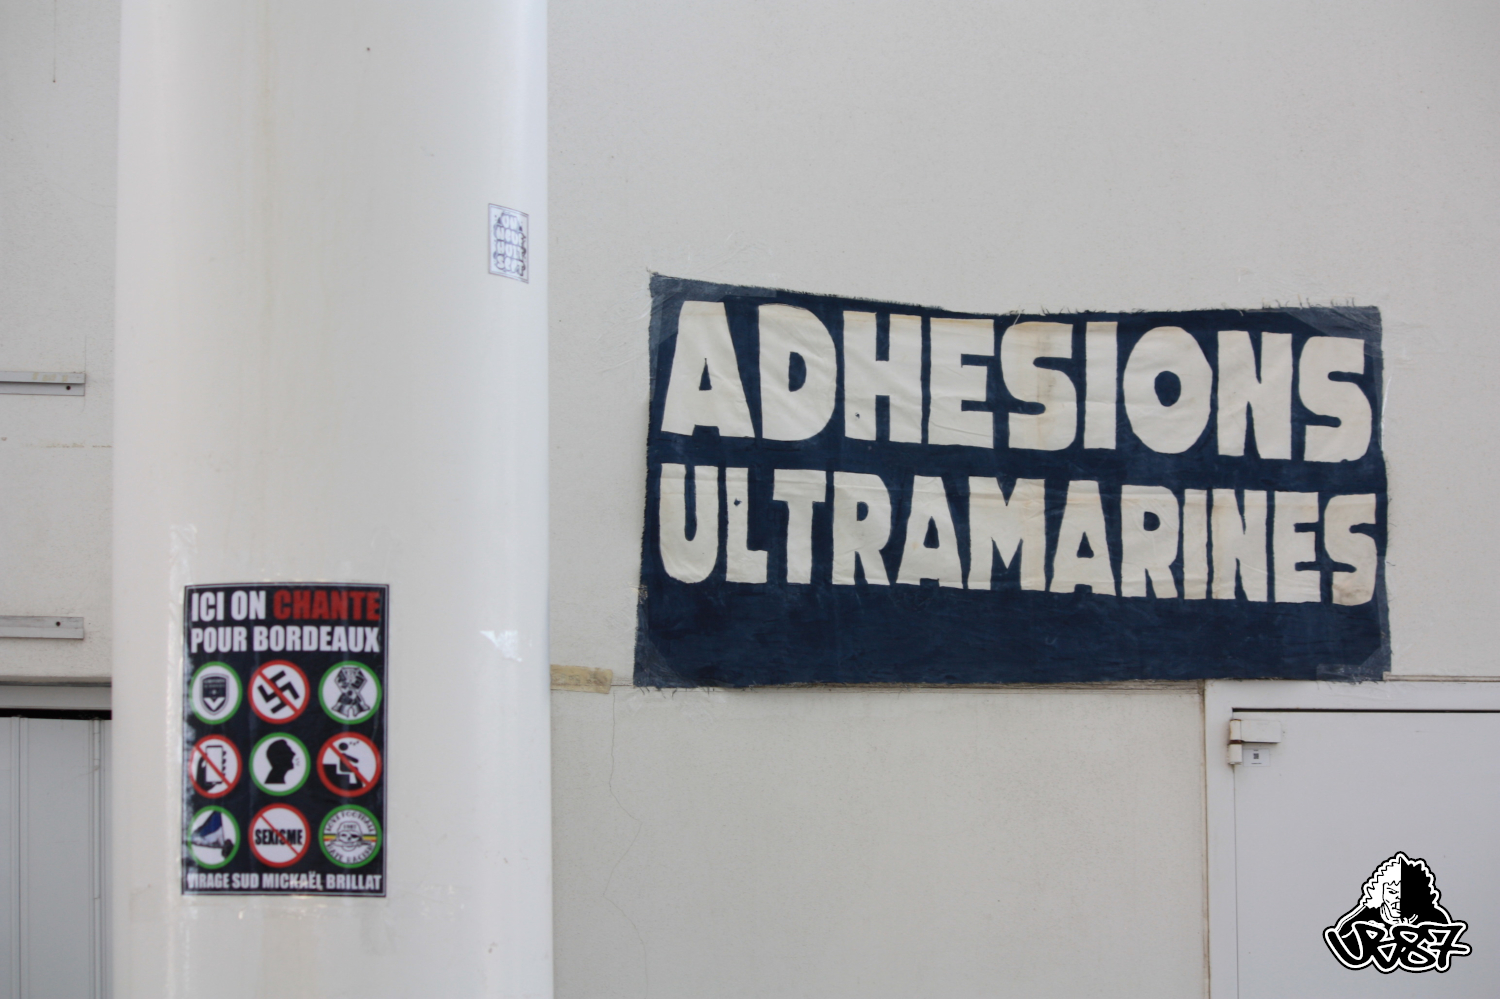 ICI ON CHANTE
POUR BORDEAUX
SEXISME
VIRAGE SUD MICKAËL BRILLAT
ADHESIONS
ULTRAMARINES
UB87